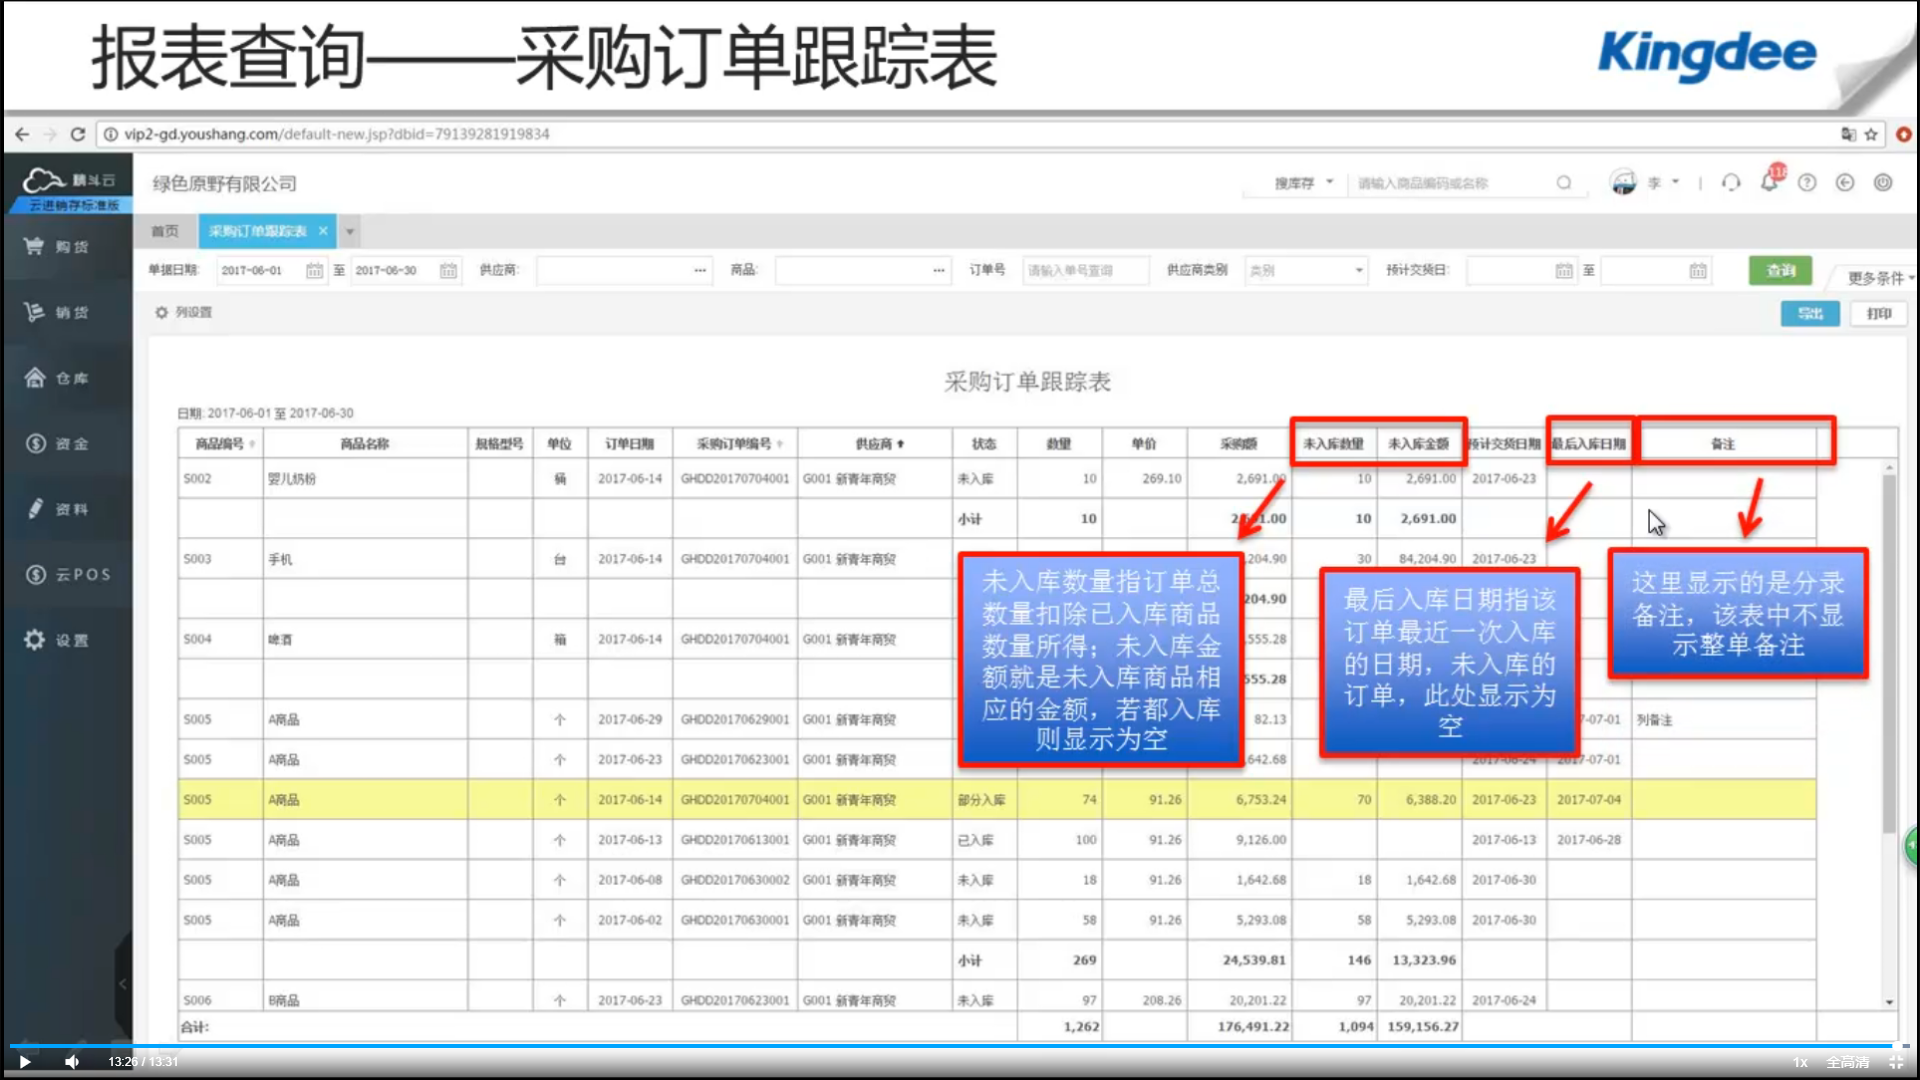 报表查询——采购订单跟踪表
Kingdee
vip2-gd.youshang.com/default-new.jsp?dbid=79139281919834
精斗云
云进销存标准版
绿色原野有限公司
搜库存
请输入商品编码或名称
李
首页
采购订单跟踪表
单据日期: 2017-06-01 至 2017-06-30 供应商: 商品: 订单号 请输入单号查询 供应商类别 类别 预计交货日: 至 查询 更多条件
列设置
导出 打印
购货
销货
仓库
资金
资料
云POS
设置
采购订单跟踪表
日期: 2017-06-01 至 2017-06-30
商品编号 商品名称 规格型号 单位 订单日期 采购订单编号 供应商 状态 数量 单价 采购额 未入库数量 未入库金额 预计交货日期 最后入库日期 备注
S002 婴儿奶粉 桶 2017-06-14 GHDD20170704001 G001 新青年商贸 未入库 10 269.10 2,691.00 10 2,691.00 2017-06-23
小计 10 2,691.00 10 2,691.00
S003 手机 台 2017-06-14 GHDD20170704001 G001 新青年商贸 ,204.90 30 84,204.90 2017-06-23
204.90
S004 啤酒 箱 2017-06-14 GHDD20170704001 G001 新青年商贸 555.28
555.28
S005 A商品 个 2017-06-29 GHDD20170629001 G001 新青年商贸 82.13 -07-01 列备注
S005 A商品 个 2017-06-23 GHDD20170623001 G001 新青年商贸 ,642.68 2017-06-24 2017-07-01
S005 A商品 个 2017-06-14 GHDD20170704001 G001 新青年商贸 部分入库 74 91.26 6,753.24 70 6,388.20 2017-06-23 2017-07-04
S005 A商品 个 2017-06-13 GHDD20170613001 G001 新青年商贸 已入库 100 91.26 9,126.00 2017-06-13 2017-06-28
S005 A商品 个 2017-06-08 GHDD20170630002 G001 新青年商贸 未入库 18 91.26 1,642.68 18 1,642.68 2017-06-30
S005 A商品 个 2017-06-02 GHDD20170630001 G001 新青年商贸 未入库 58 91.26 5,293.08 58 5,293.08 2017-06-30
小计 269 24,539.81 146 13,323.96
S006 B商品 个 2017-06-23 GHDD20170623001 G001 新青年商贸 未入库 97 208.26 20,201.22 97 20,201.22 2017-06-24
合计: 1,262 176,491.22 1,094 159,156.27
未入库数量指订单总
数量扣除已入库商品
数量所得；未入库金
额就是未入库商品相
应的金额，若都入库
则显示为空
最后入库日期指该
订单最近一次入库
的日期，未入库的
订单，此处显示为
空
这里显示的是分录
备注，该表中不显
示整单备注
13:26 / 13:31
1x 全高清